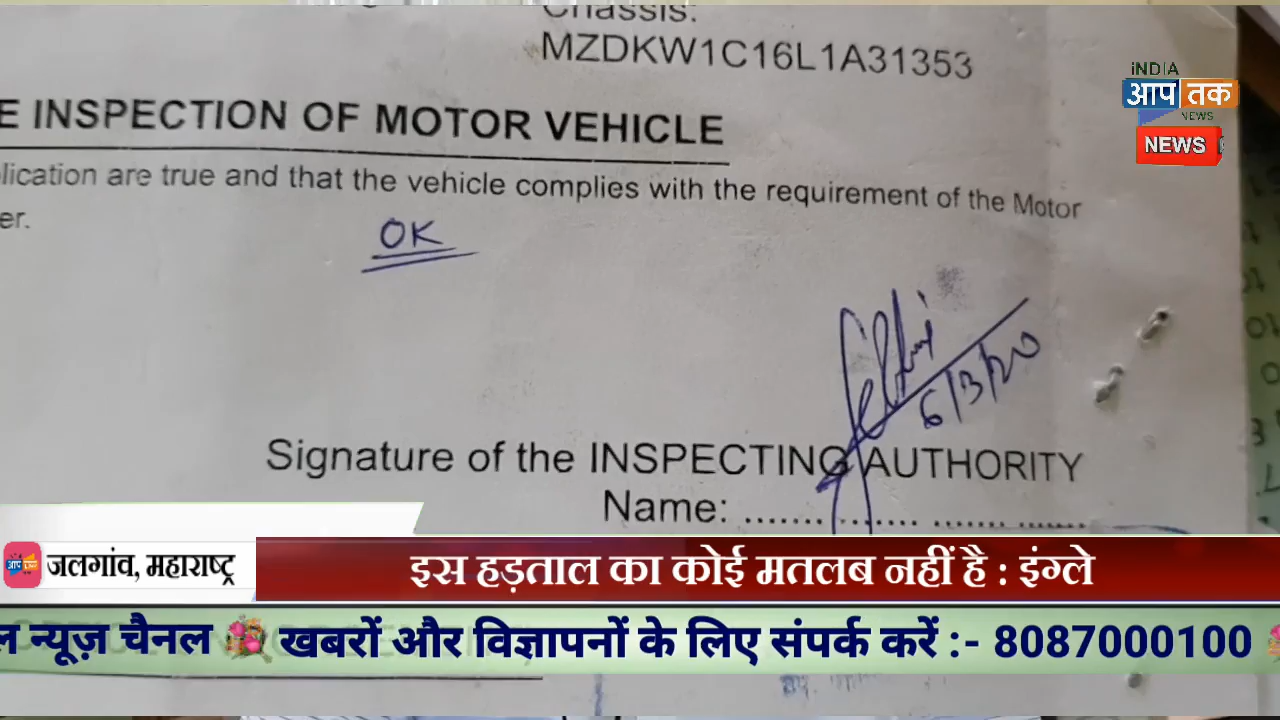 Chassis:
MZDKW1C16L1A31353
INDIA
आप तक
NEWS
NEWS
E INSPECTION OF MOTOR VEHICLE
lication are true and that the vehicle complies with the requirement of the Motor
er.
OK
6/3/20
Signature of the INSPECTING AUTHORITY
Name: ....... ....... ....... .......
आप तक
जलगांव, महाराष्ट्र
इस हड़ताल का कोई मतलब नहीं है : इंग्ले
ल न्यूज़ चैनल 💐 खबरों और विज्ञापनों के लिए संपर्क करें :- 8087000100